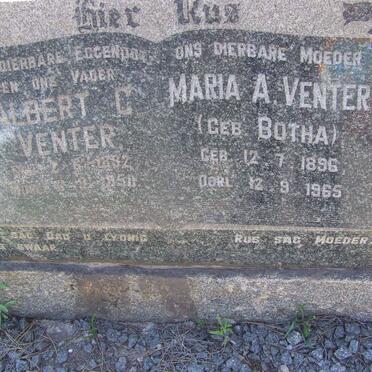 Hier Rus
DIERBARE EGGENOOT
EN ONS VADER
ALBERT C
VENTER
ONS DIERBARE MOEDER
MARIA A. VENTER
(GEB BOTHA)
GEB. 12 7 1896
OORL 12 9 1965
SWAAR
RUS SAG MOEDER